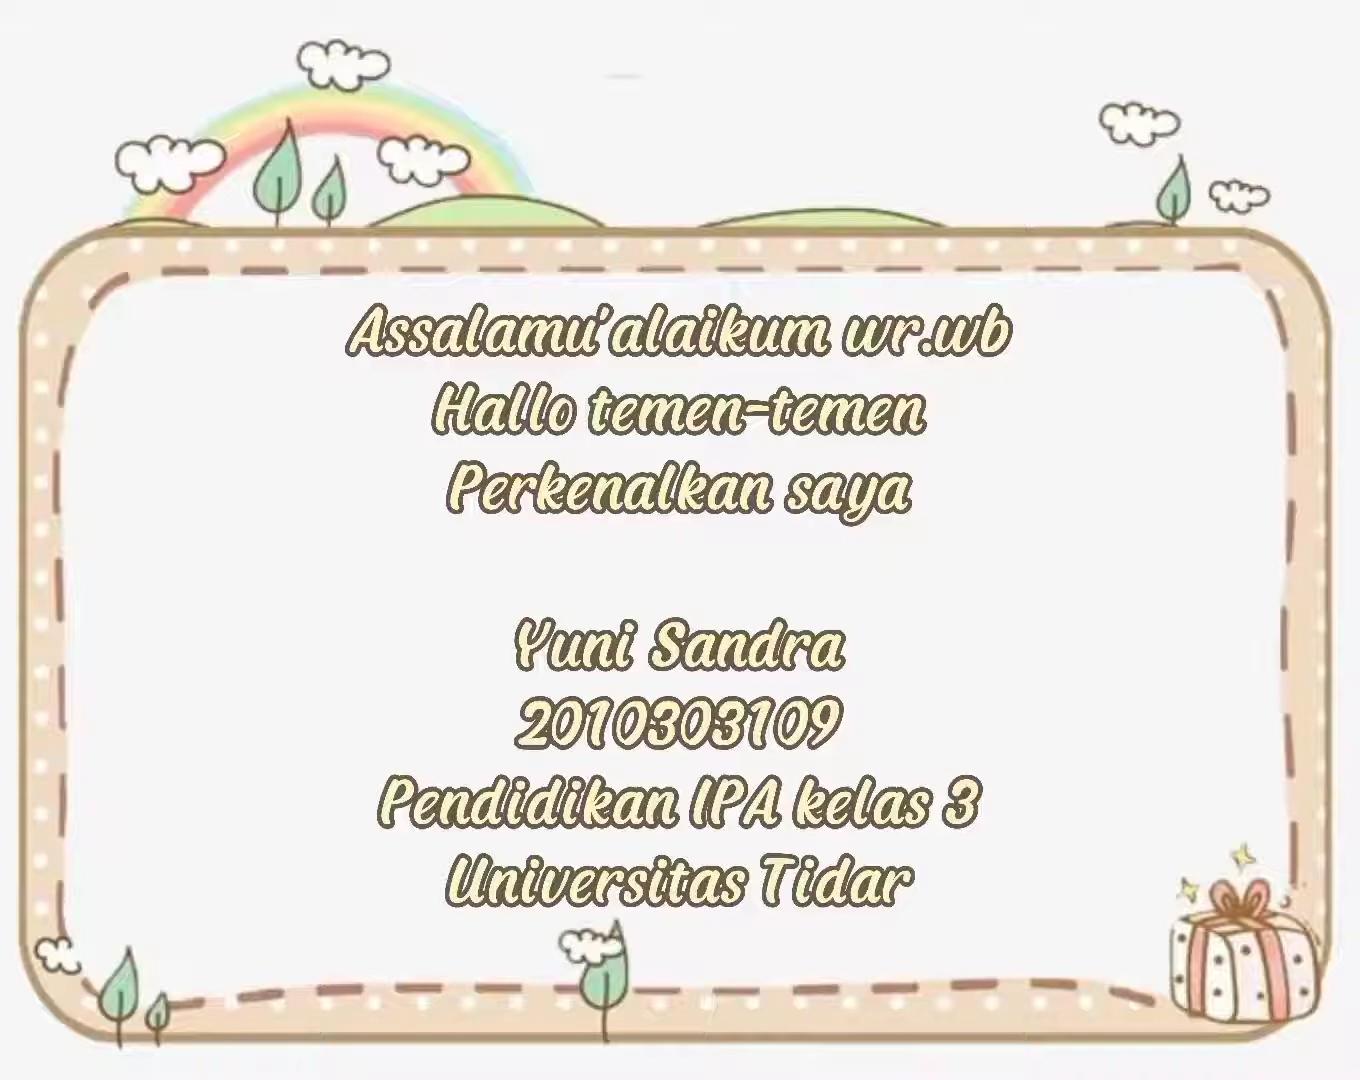 Assalamu'alaikum wr.wb
Hallo temen-temen
Perkenalkan saya
Yuni Sandra
2010303109
Pendidikan IPA kelas 3
Universitas Tidar